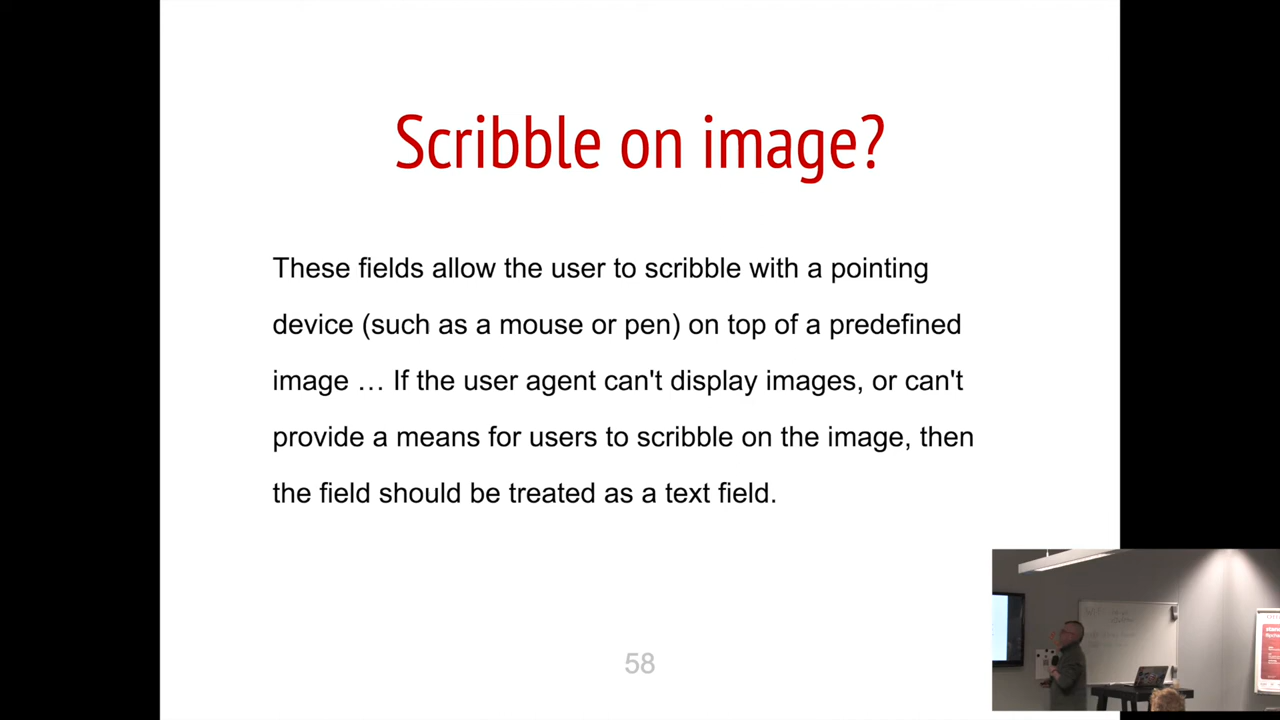 Scribble on image?
These fields allow the user to scribble with a pointing
device (such as a mouse or pen) on top of a predefined
image … If the user agent can't display images, or can't
provide a means for users to scribble on the image, then
the field should be treated as a text field.
58